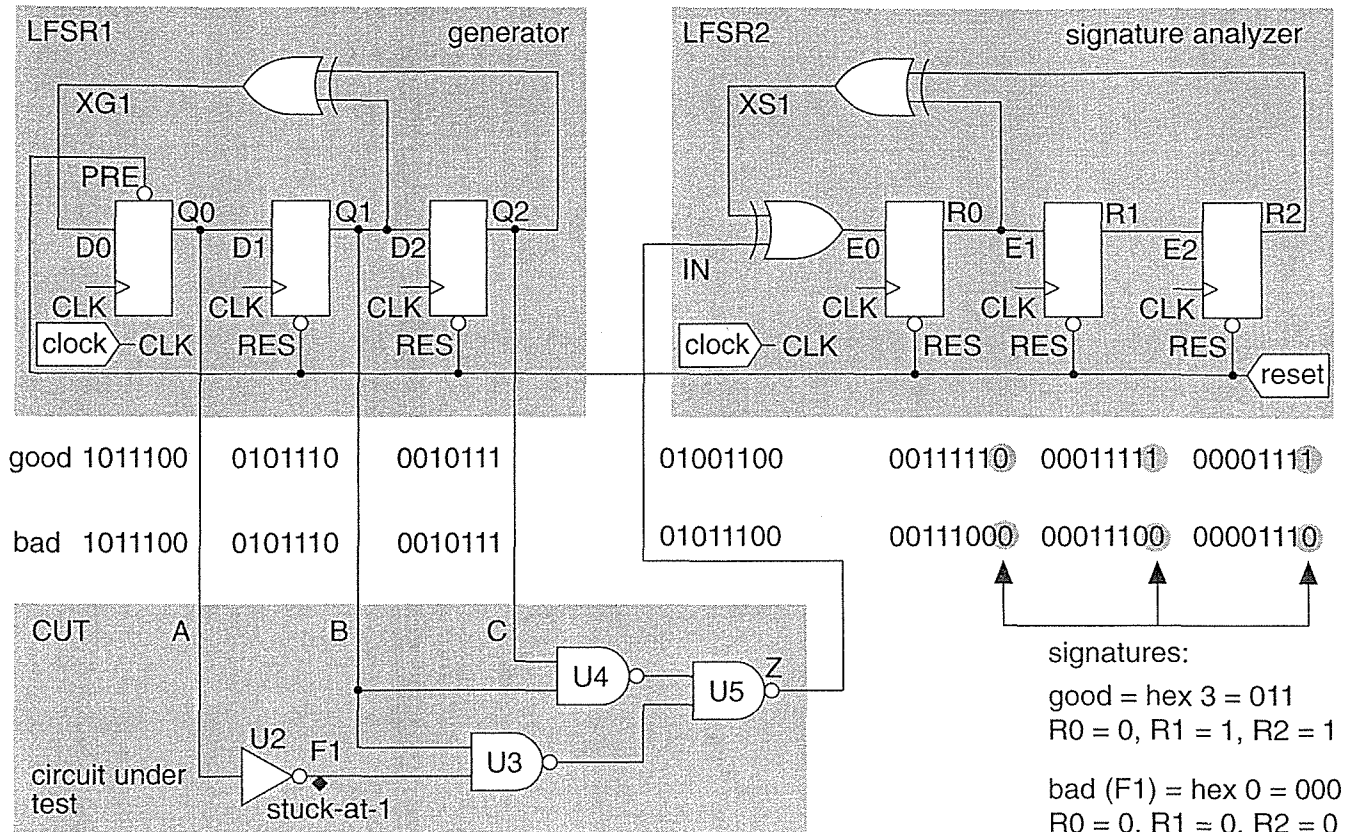 LFSR1
generator
XG1
PRE
Q0
Q1
Q2
D0
D1
D2
CLK
CLK
CLK
clock
CLK
RES
RES
LFSR2
signature analyzer
XS1
IN
E0
R0
E1
R1
E2
R2
CLK
CLK
CLK
clock
CLK
RES
RES
RES
reset
good 1011100 0101110 0010111 01001100 00111110 00011111 00001111
bad 1011100 0101110 0010111 01011100 00111000 00011100 00001110
CUT
A
B
C
U4
U5
Z
U2
F1
U3
circuit under
test
stuck-at-1
signatures:
good = hex 3 = 011
R0 = 0, R1 = 1, R2 = 1
bad (F1) = hex 0 = 000
R0 = 0, R1 = 0, R2 = 0